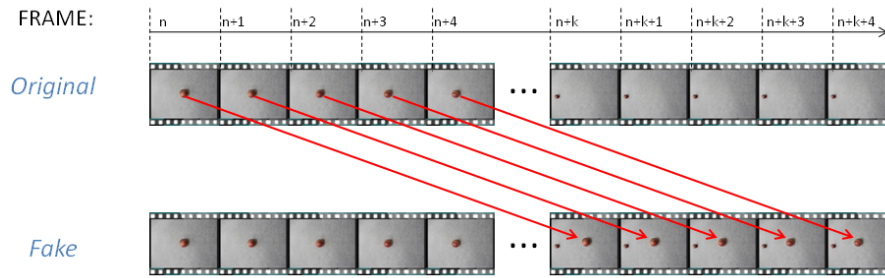 FRAME:
n n+1 n+2 n+3 n+4 n+k n+k+1 n+k+2 n+k+3 n+k+4
Original
...
Fake
...